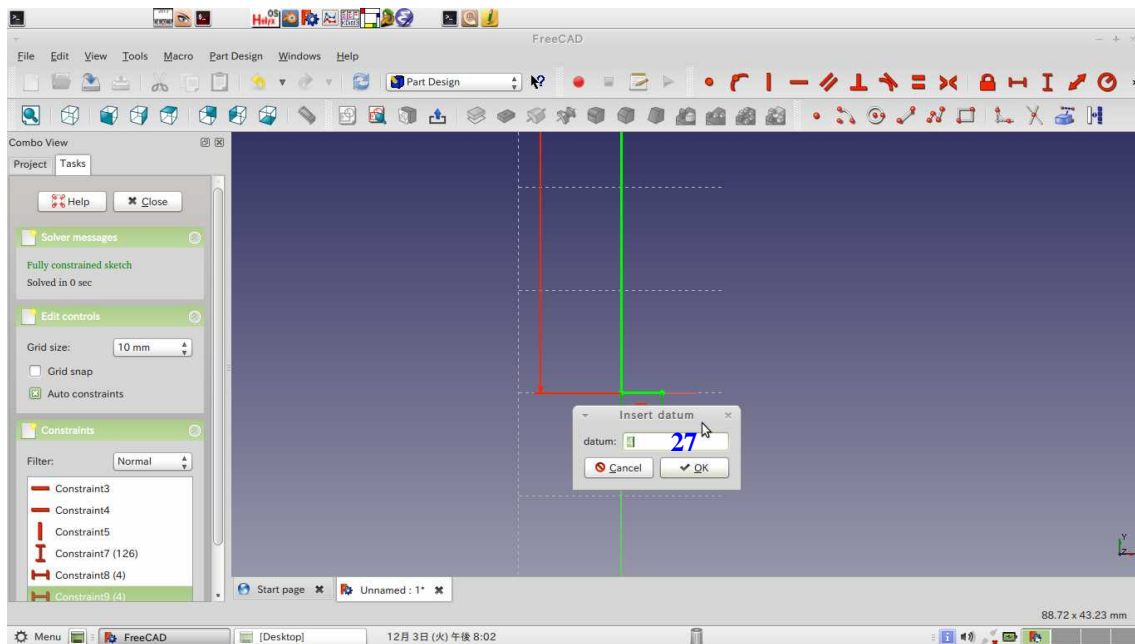 FreeCAD
File Edit View Tools Macro Part Design Windows Help
Part Design
Combo View
Project Tasks
Help Close
Solver messages
Fully constrained sketch
Solved in 0 sec
Edit controls
Grid size: 10 mm
Grid snap
Auto constraints
Constraints
Filter: Normal
Constraint3
Constraint4
Constraint5
Constraint7 (126)
Constraint8 (4)
Constraint9 (4)
Insert datum
datum: 27
Cancel OK
Start page Unnamed : 1*
Y
Z
88.72 x 43.23 mm
Menu FreeCAD [Desktop] 12月 3日 (火) 午後 8:02